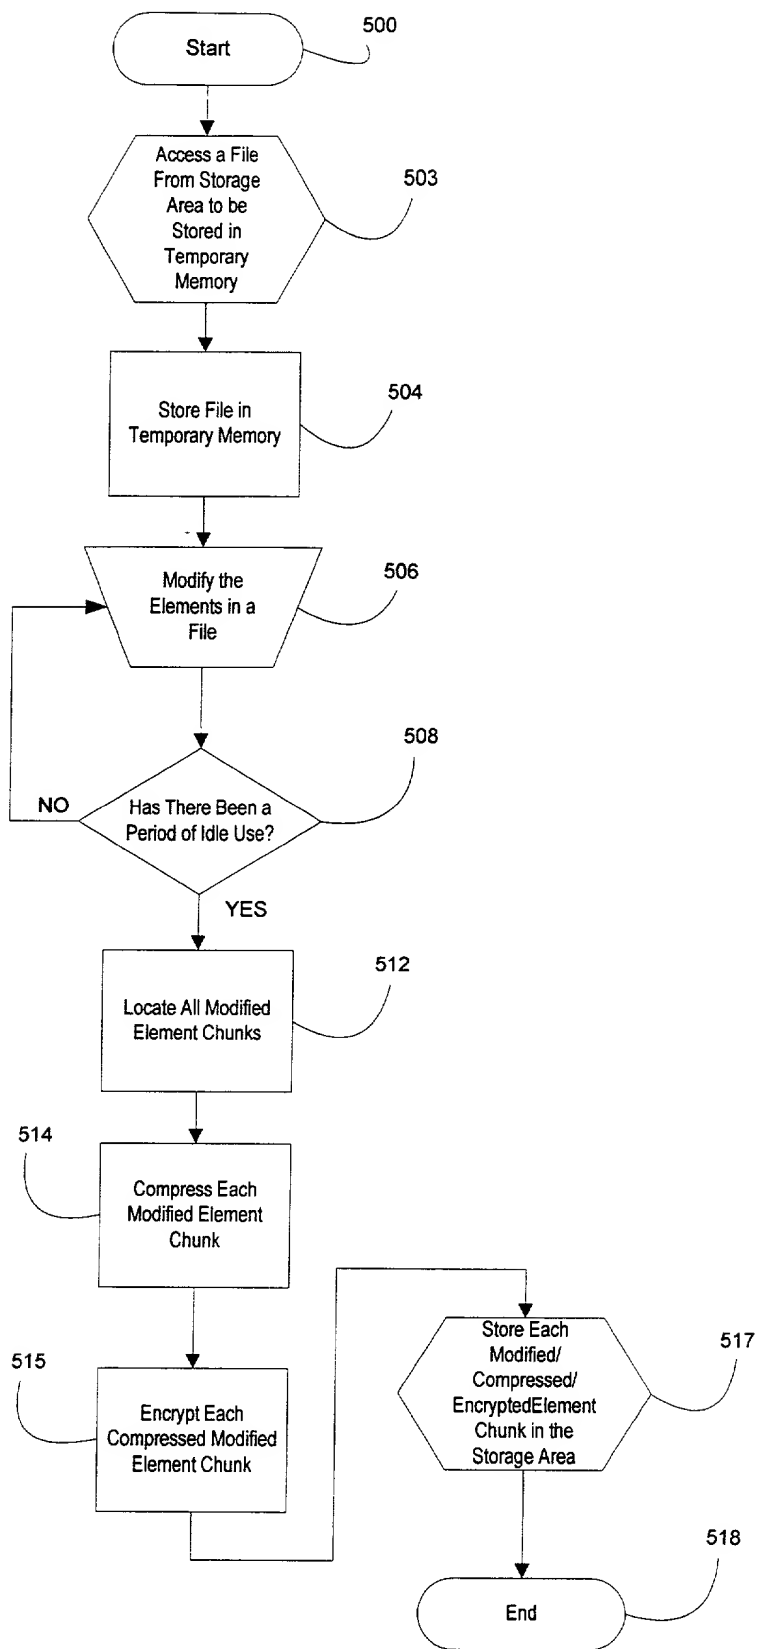 Start
500
Access a File
From Storage
Area to be
Stored in
Temporary
Memory
503
Store File in
Temporary Memory
504
Modify the
Elements in a
File
506
Has There Been a
Period of Idle Use?
508
NO
YES
Locate All Modified
Element Chunks
512
514
Compress Each
Modified Element
Chunk
515
Encrypt Each
Compressed Modified
Element Chunk
Store Each
Modified/
Compressed/
EncryptedElement
Chunk in the
Storage Area
517
End
518